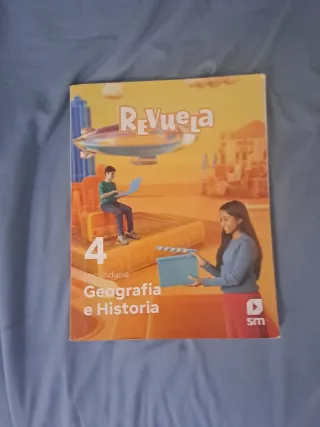 REVUELA
4
secundaria
Geografía
e Historia
sm